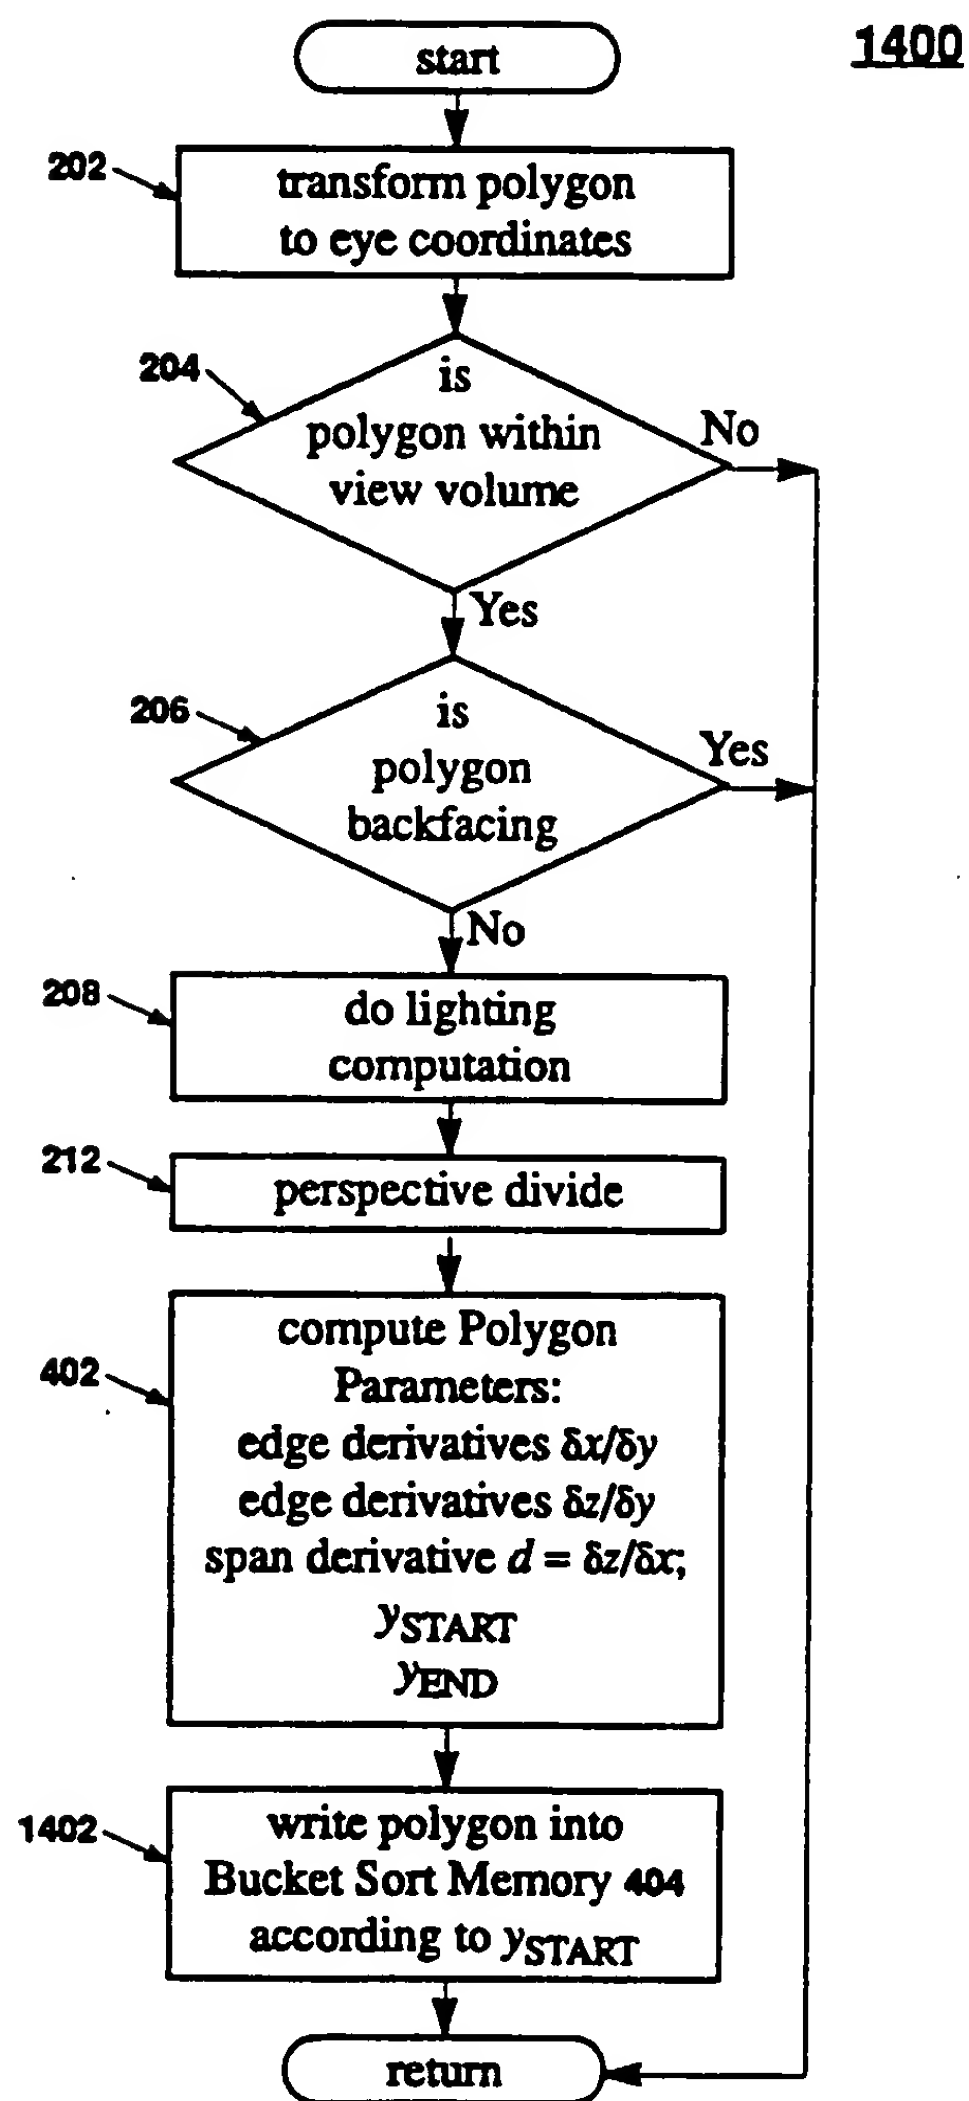 1400
start
202
transform polygon
to eye coordinates
204
is
polygon within
view volume
No
Yes
206
is
polygon
backfacing
Yes
No
208
do lighting
computation
212
perspective divide
402
compute Polygon
Parameters:
edge derivatives δx/δy
edge derivatives δz/δy
span derivative d = δz/δx;
ySTART
yEND
1402
write polygon into
Bucket Sort Memory 404
according to ySTART
return